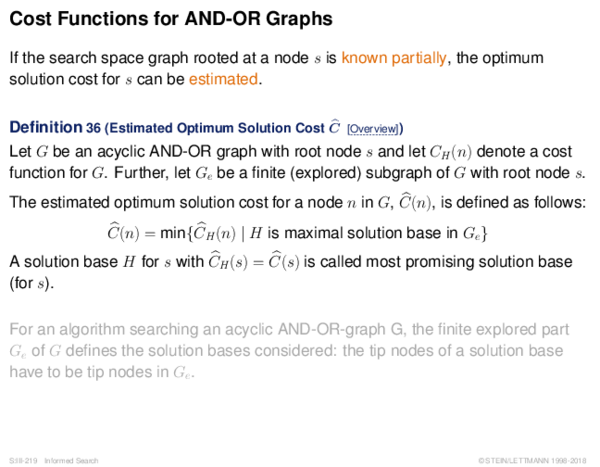 Cost Functions for AND-OR Graphs
If the search space graph rooted at a node s is known partially, the optimum
solution cost for s can be estimated.
Definition 36 (Estimated Optimum Solution Cost Ĉ [Overview])
Let G be an acyclic AND-OR graph with root node s and let C_H(n) denote a cost
function for G. Further, let G_e be a finite (explored) subgraph of G with root node s.
The estimated optimum solution cost for a node n in G, Ĉ(n), is defined as follows:
Ĉ(n) = min{Ĉ_H(n) | H is maximal solution base in G_e}
A solution base H for s with Ĉ_H(s) = Ĉ(s) is called most promising solution base
(for s).
For an algorithm searching an acyclic AND-OR-graph G, the finite explored part
G_e of G defines the solution bases considered: the tip nodes of a solution base
have to be tip nodes in G_e.
S:II-219 Informed Search ©STEIN/LETTMANN 1998-2018